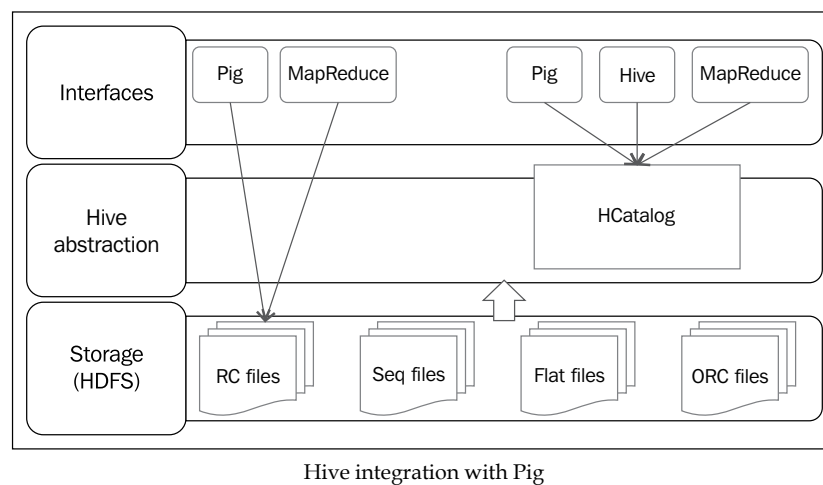 Interfaces
Pig
MapReduce
Pig
Hive
MapReduce
Hive
abstraction
HCatalog
Storage
(HDFS)
RC files
Seq files
Flat files
ORC files
Hive integration with Pig